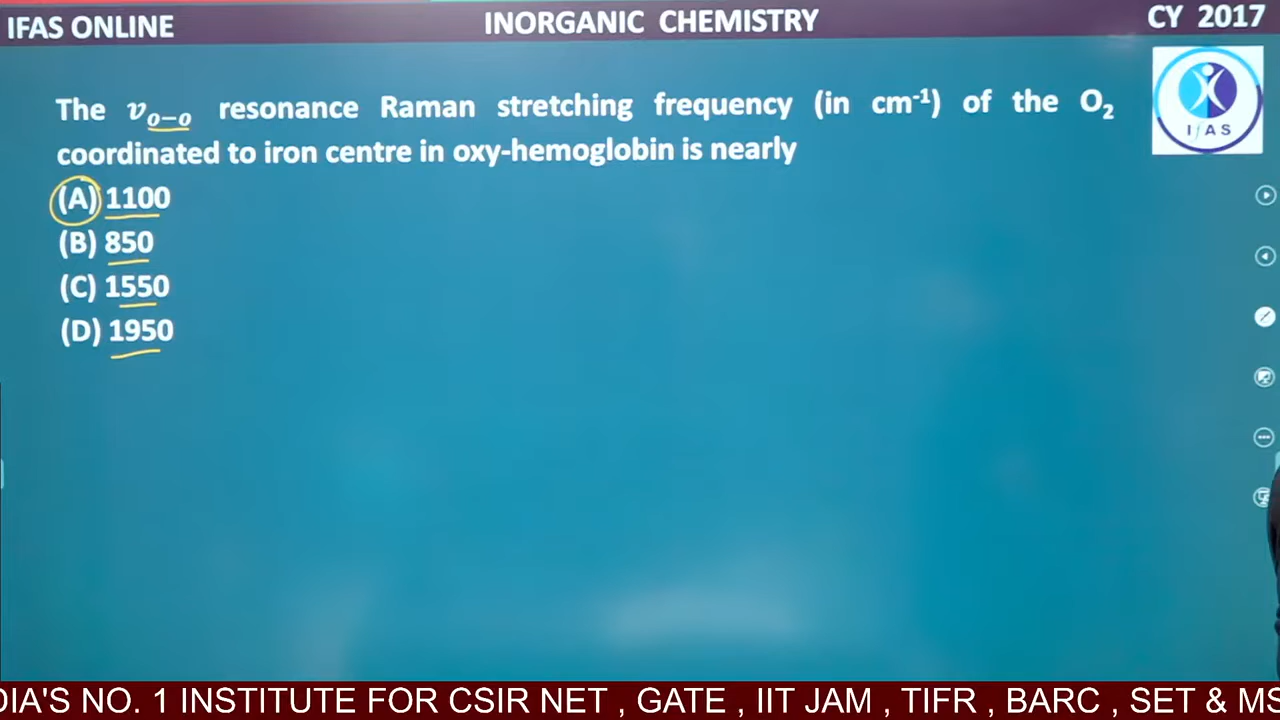 IFAS ONLINE
INORGANIC CHEMISTRY
CY 2017
The νo−o resonance Raman stretching frequency (in cm⁻¹) of the O₂
coordinated to iron centre in oxy-hemoglobin is nearly
IfAS
(A) 1100
(B) 850
(C) 1550
(D) 1950
DIA'S NO. 1 INSTITUTE FOR CSIR NET , GATE , IIT JAM , TIFR , BARC , SET & MS